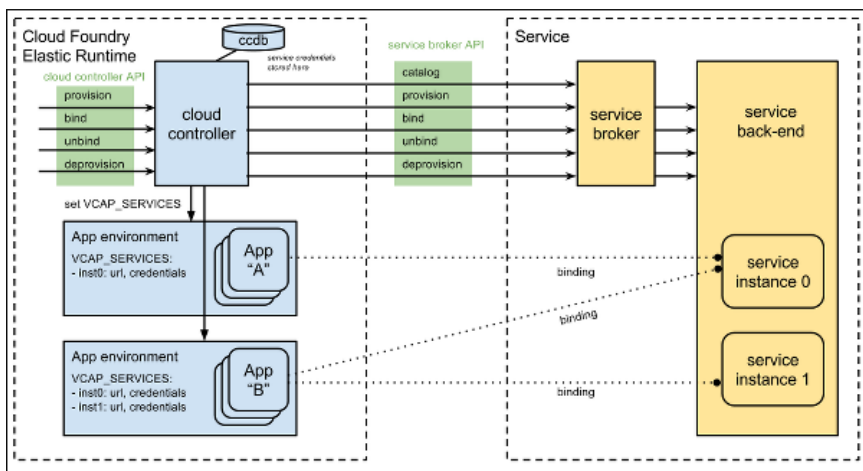 Cloud Foundry
Elastic Runtime
ccdb
service credentials
stored here
service broker API
Service
cloud controller API
provision
bind
unbind
deprovision
cloud
controller
catalog
provision
bind
unbind
deprovision
service
broker
service
back-end
set VCAP_SERVICES
App environment
VCAP_SERVICES:
- inst0: url, credentials
App
"A"
binding
service
instance 0
binding
App environment
VCAP_SERVICES:
- inst0: url, credentials
- inst1: url, credentials
App
"B"
binding
service
instance 1